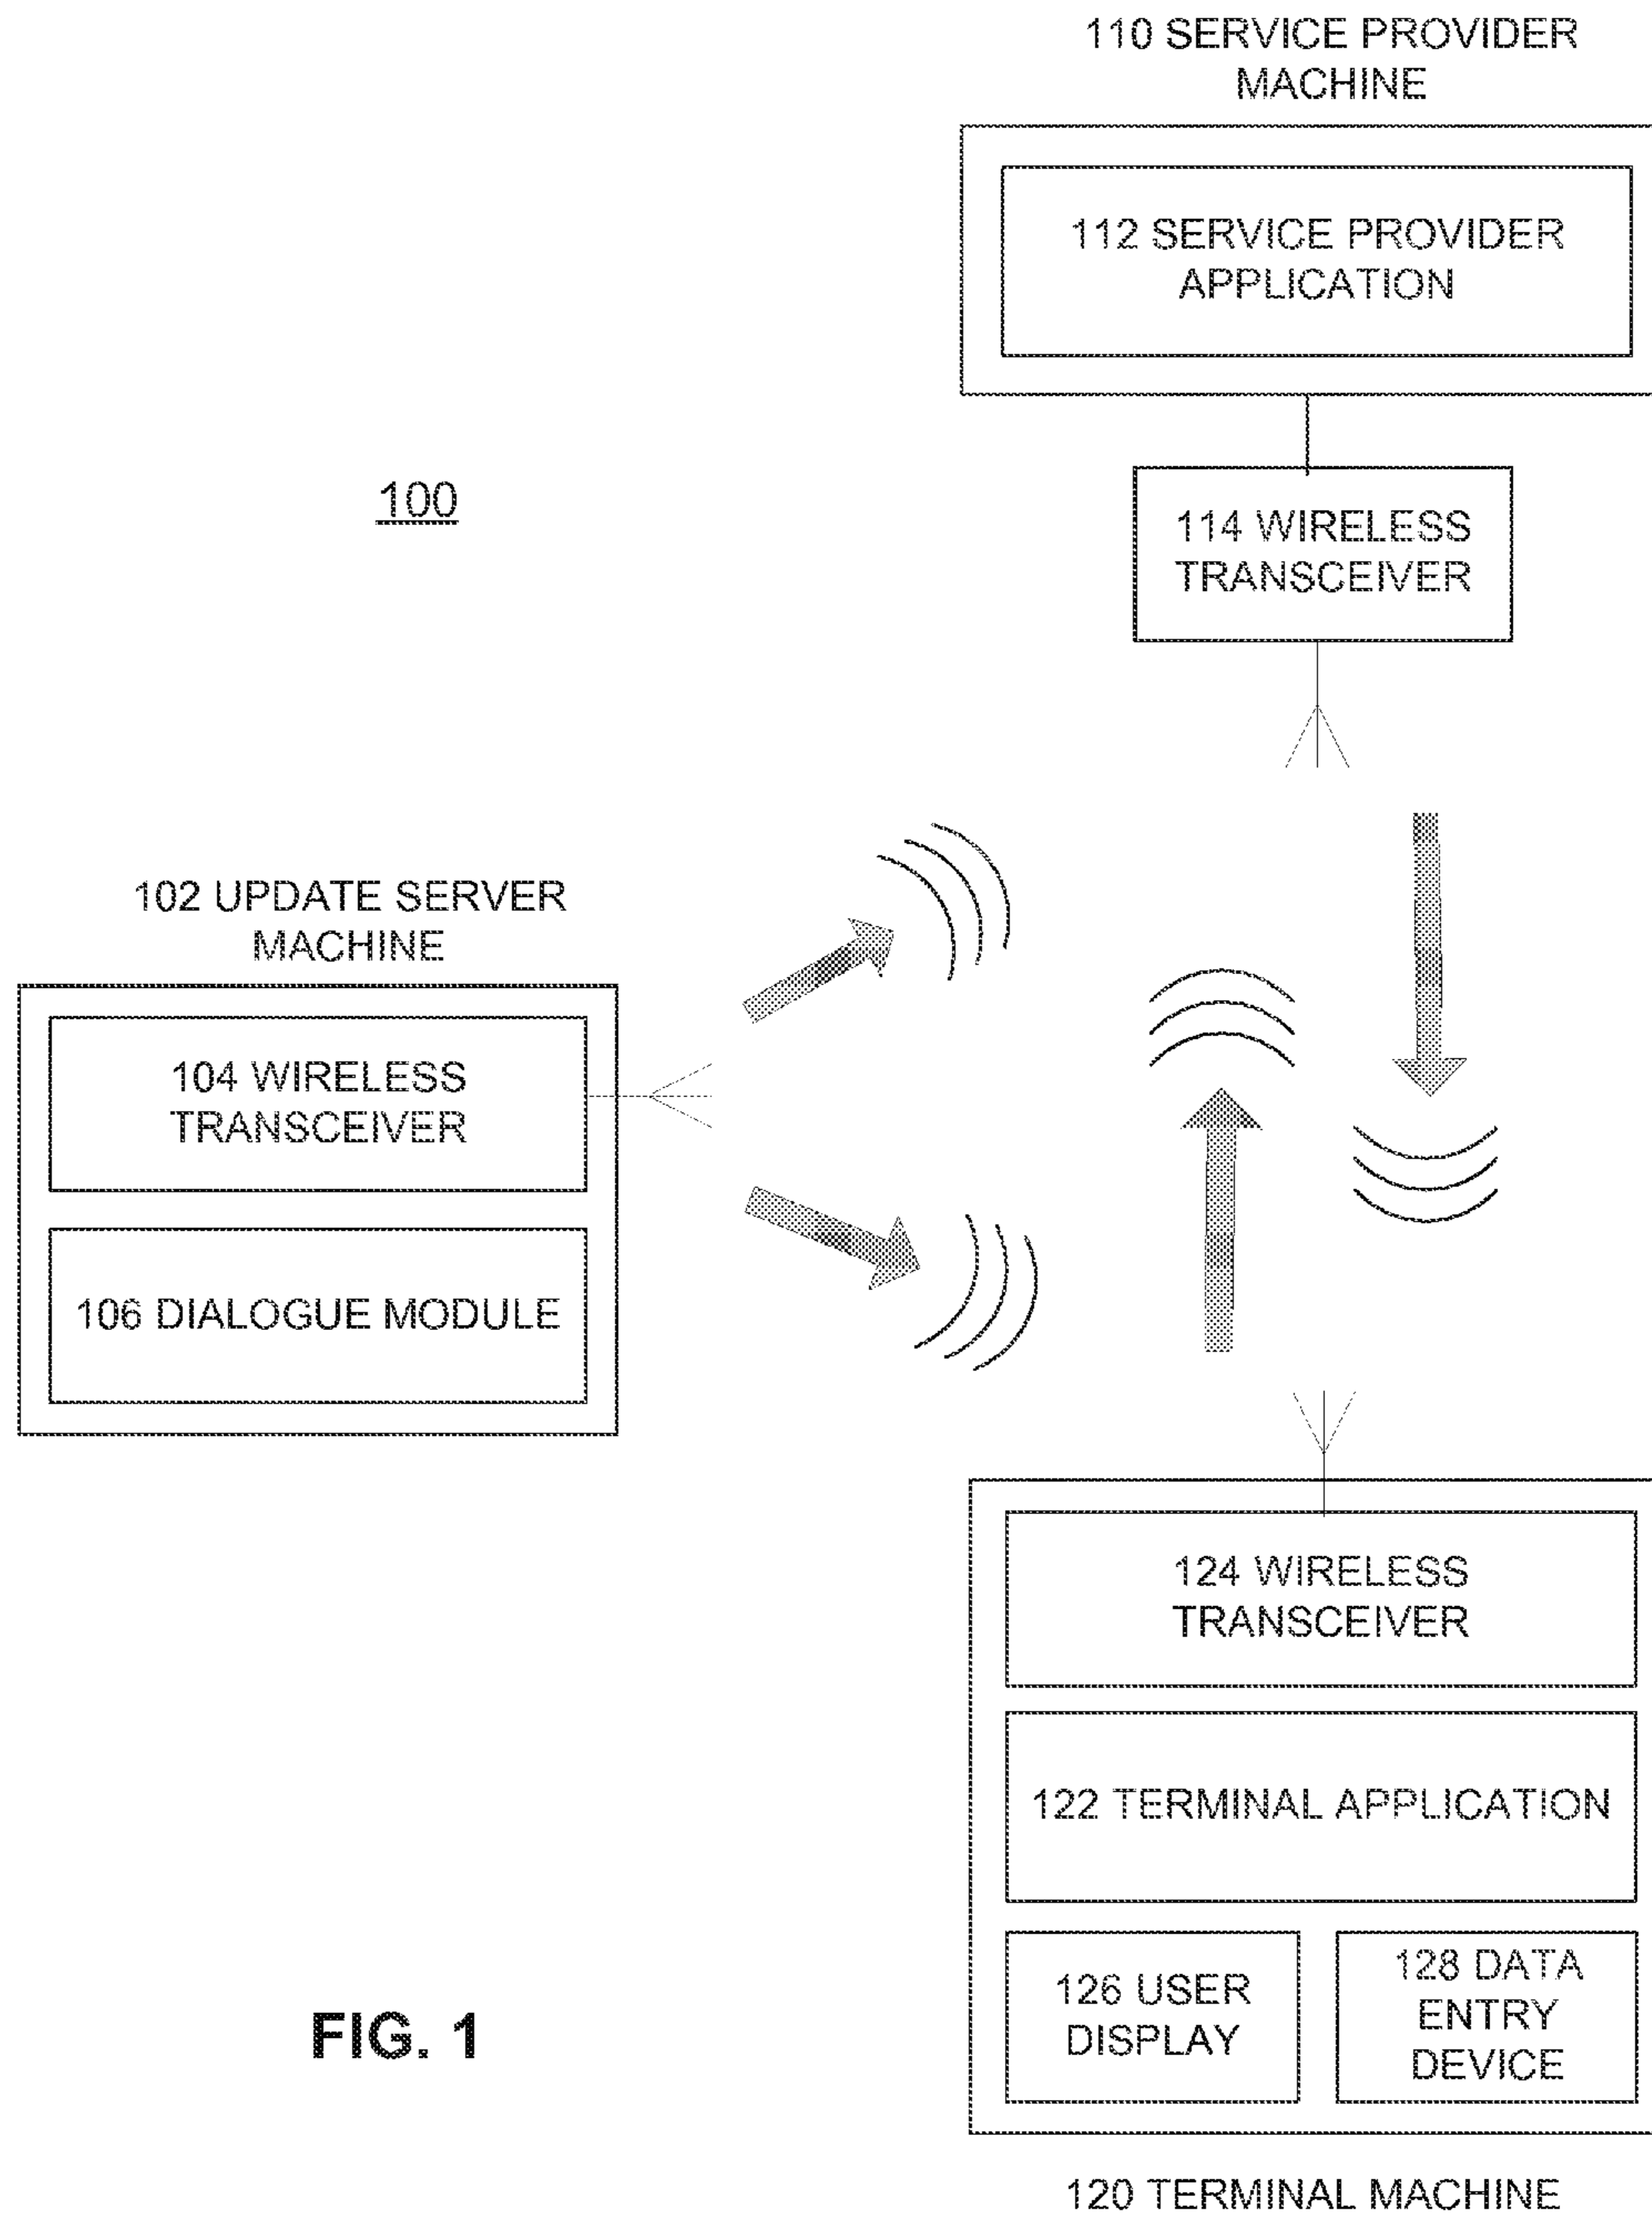 110 SERVICE PROVIDER
MACHINE
112 SERVICE PROVIDER
APPLICATION
100
114 WIRELESS
TRANSCEIVER
102 UPDATE SERVER
MACHINE
104 WIRELESS
TRANSCEIVER
106 DIALOGUE MODULE
124 WIRELESS
TRANSCEIVER
122 TERMINAL APPLICATION
126 USER
DISPLAY
128 DATA
ENTRY
DEVICE
FIG. 1
120 TERMINAL MACHINE